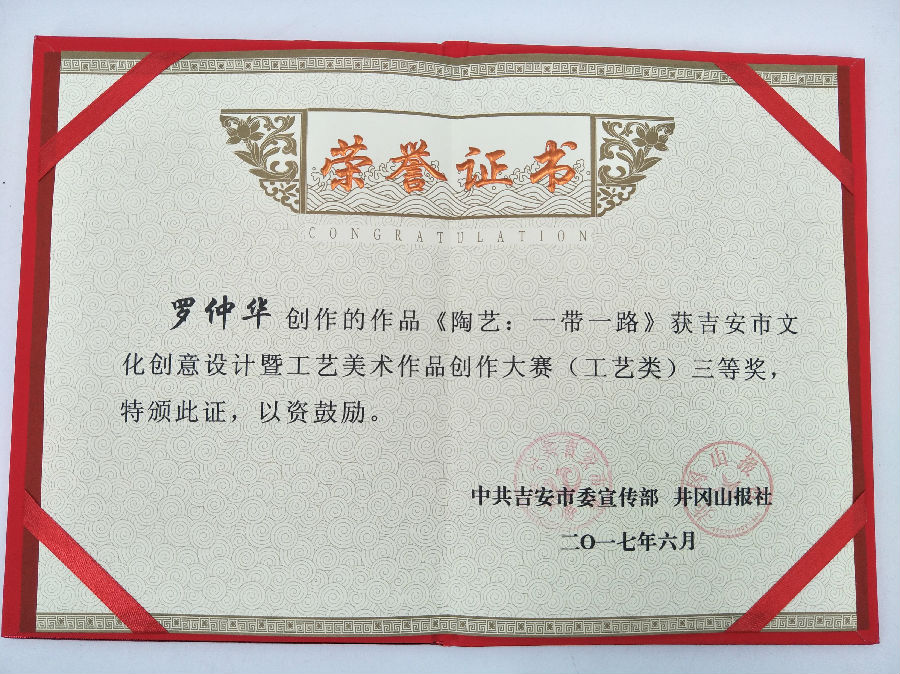 荣誉证书
CONGRATULATION
罗仲华创作的作品《陶艺：一带一路》获吉安市文
化创意设计暨工艺美术作品创作大赛（工艺类）三等奖，
特颁此证，以资鼓励。
中共吉安市委宣传部 井冈山报社
二O一七年六月